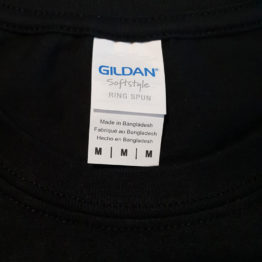 GILDAN®
Softstyle
RING SPUN
Made in Bangladesh
Fabriqué au Bangladesh
Hecho en Bangladesh
M | M | M